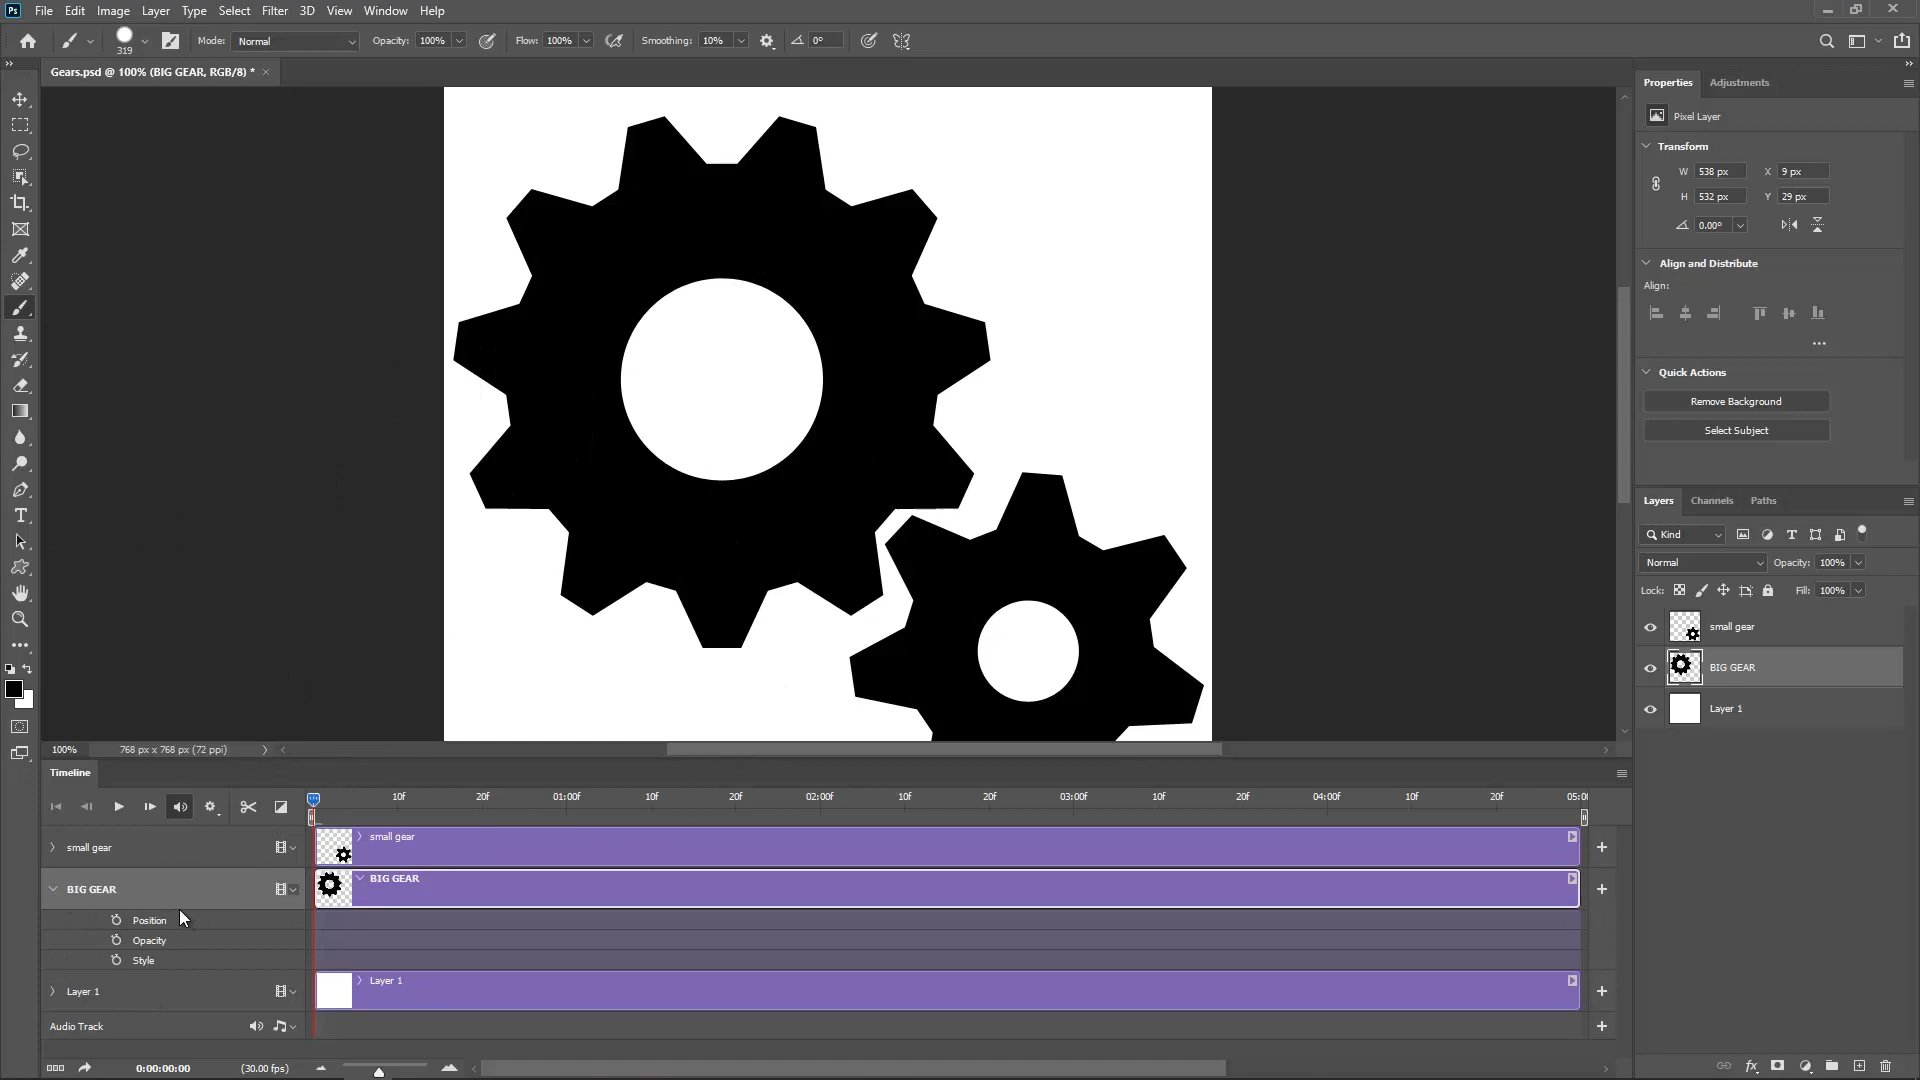 Ps File Edit Image Layer Type Select Filter 3D View Window Help
319 Mode: Normal Opacity: 100% Flow: 100% Smoothing: 10% 0°
Gears.psd @ 100% (BIG GEAR, RGB/8) * ×
Properties Adjustments
Pixel Layer
Transform
W 538 px X 9 px
H 532 px Y 29 px
0.00°
Align and Distribute
Align:
Quick Actions
Remove Background
Select Subject
Layers Channels Paths
Kind
Normal Opacity: 100%
Lock: Fill: 100%
small gear
BIG GEAR
Layer 1
100% 768 px x 768 px (72 ppi)
Timeline
10f 20f 01:00f 10f 20f 02:00f 10f 20f 03:00f 10f 20f 04:00f 10f 20f 05:0
small gear small gear
BIG GEAR BIG GEAR
Position
Opacity
Style
Layer 1 Layer 1
Audio Track
0:00:00:00 (30.00 fps)
fx